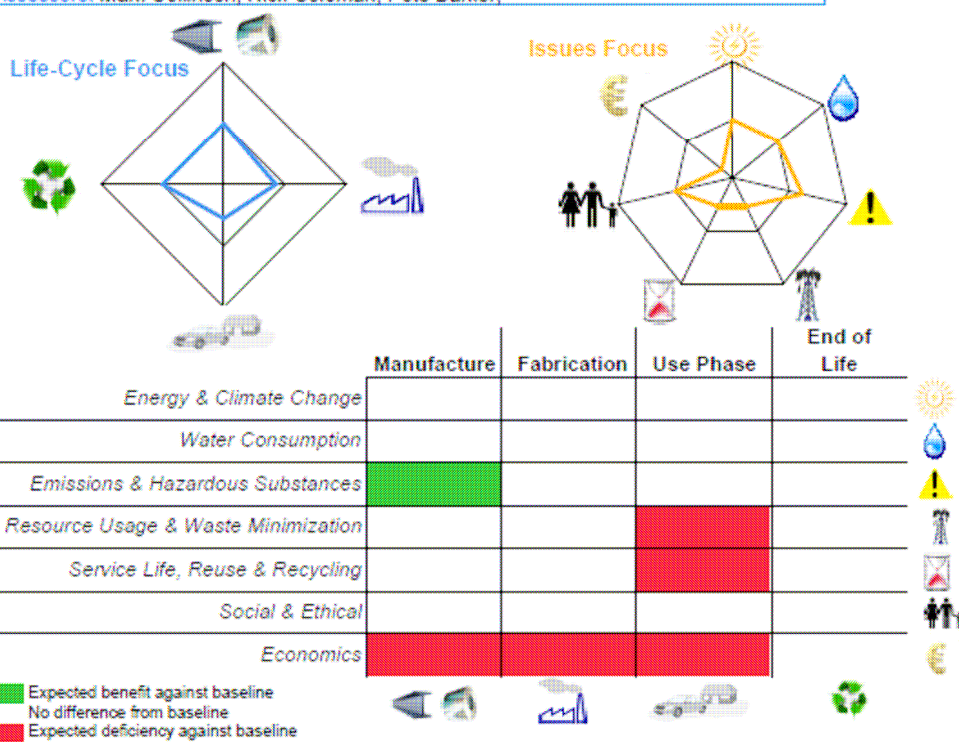 Life-Cycle Focus
Issues Focus
Manufacture
Fabrication
Use Phase
End of
Life
Energy & Climate Change
Water Consumption
Emissions & Hazardous Substances
Resource Usage & Waste Minimization
Service Life, Reuse & Recycling
Social & Ethical
Economics
Expected benefit against baseline
No difference from baseline
Expected deficiency against baseline